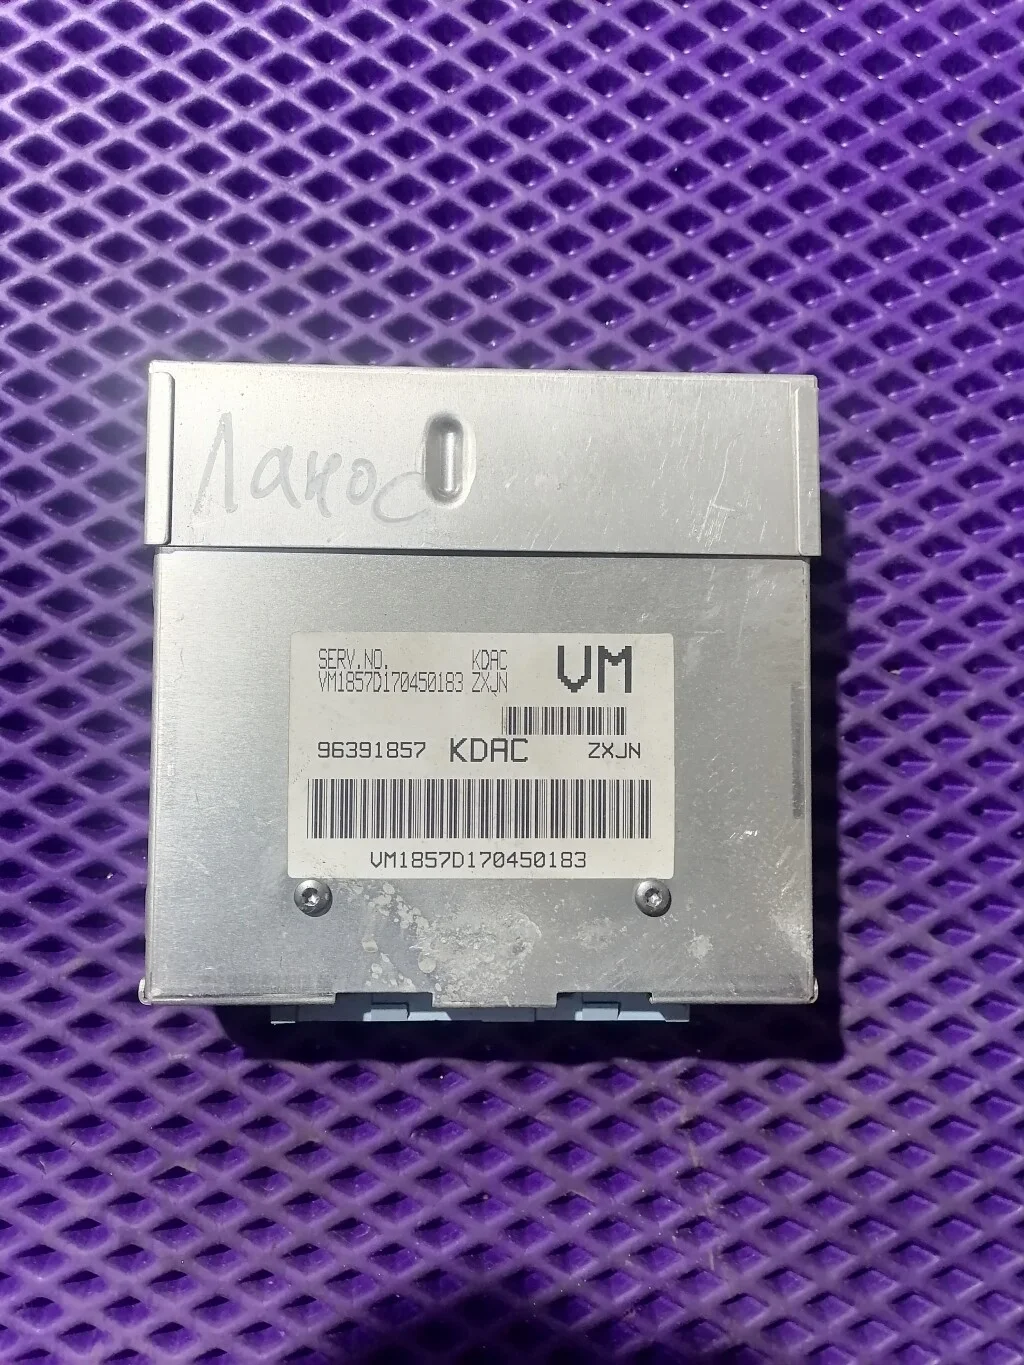 Ланос
SERV.NO. KDAC VM
VM1857D170450183 ZXJN
96391857 KDAC ZXJN
VM1857D170450183